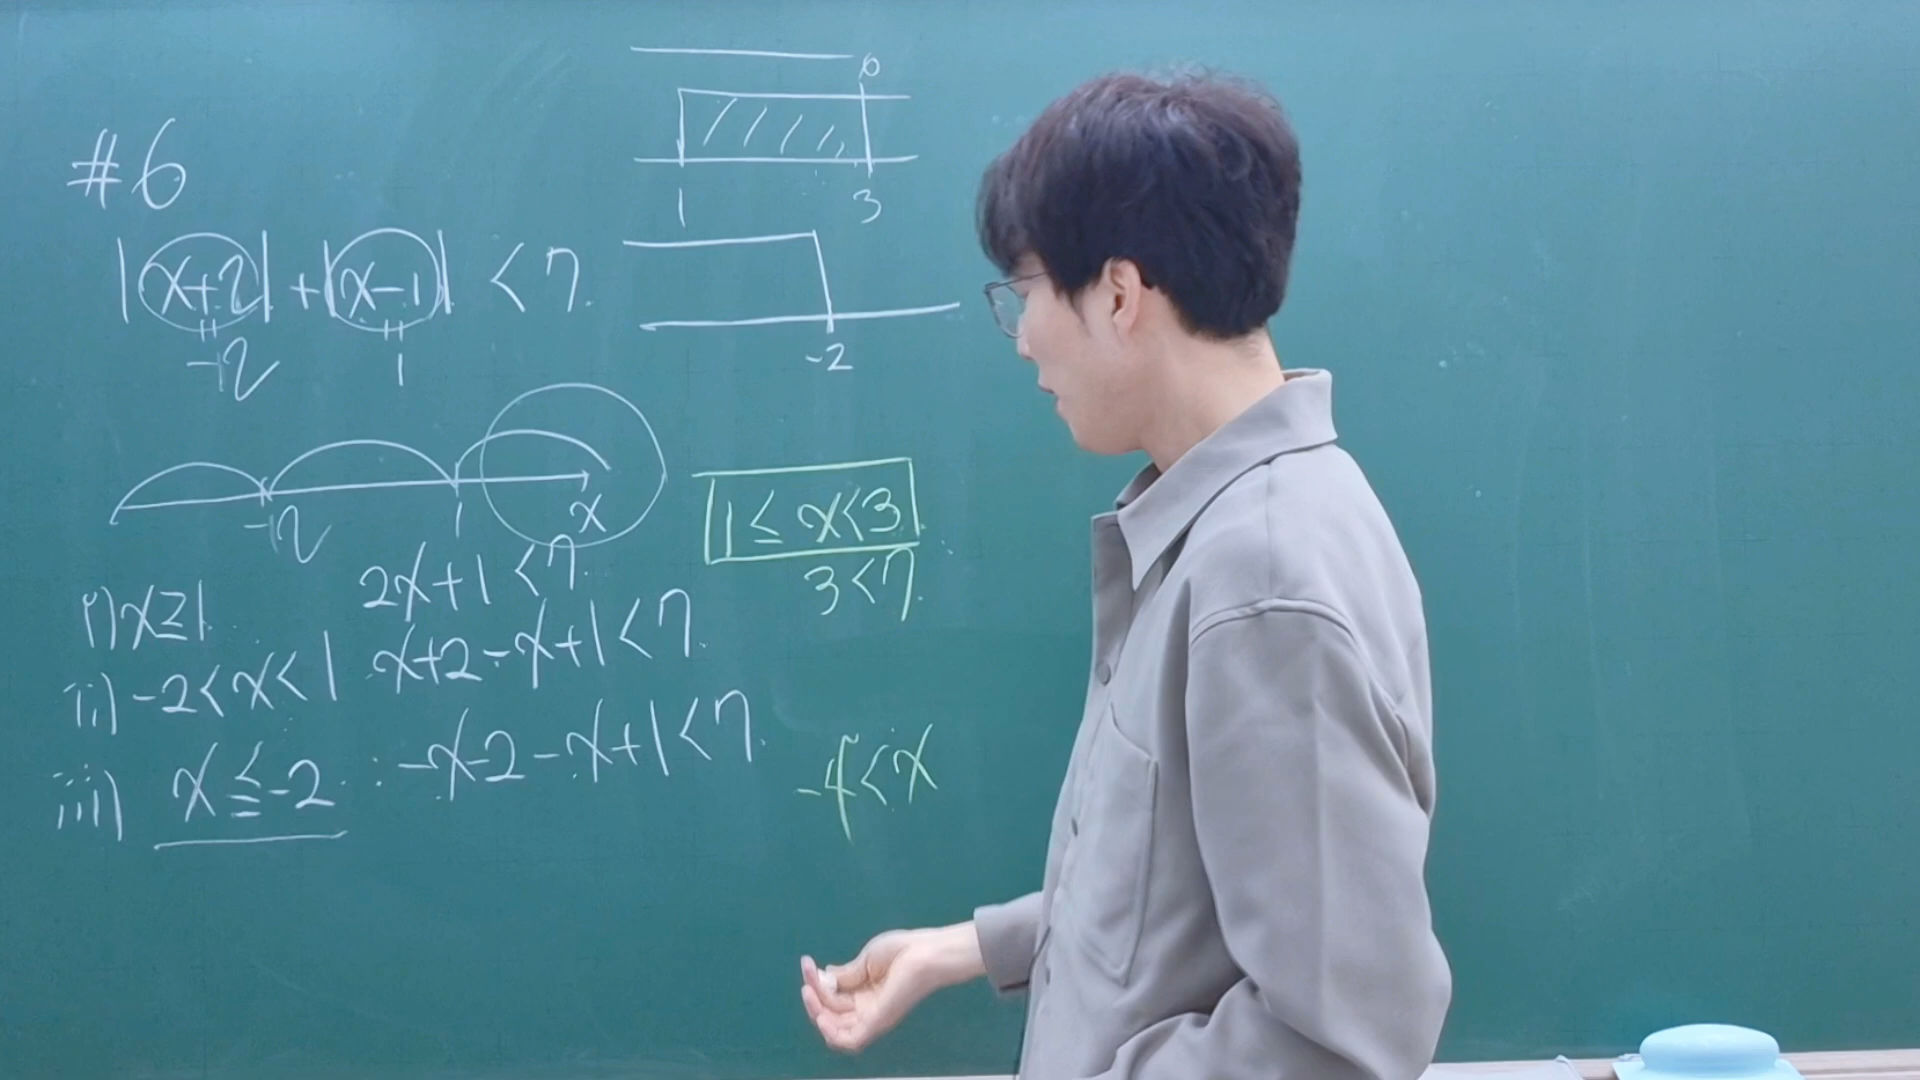 #6
|x+2|+|x-1| <7.
-2 1
-2 1 x
i) x≥1 2x+1<7.
ii) -2<x<1 x+2-x+1<7.
iii) x≤-2 : -x-2-x+1<7.
1 3
-2
1≤x<3
3<7.
-4<x